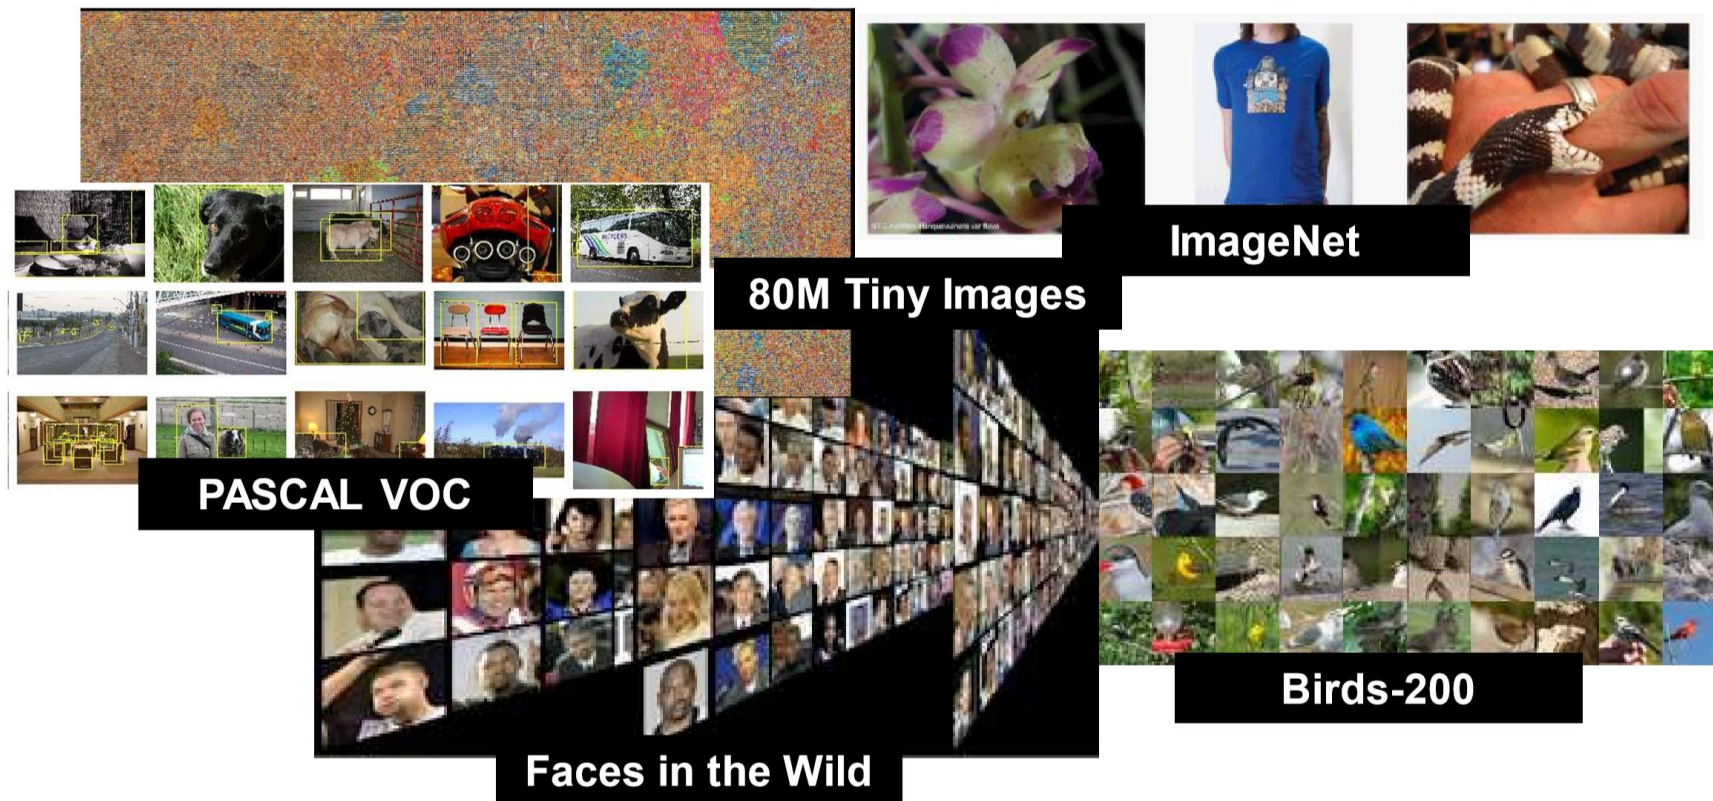 ImageNet
80M Tiny Images
PASCAL VOC
Birds-200
Faces in the Wild